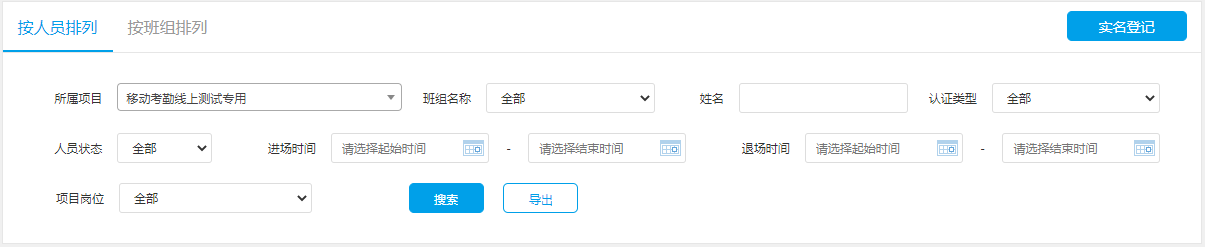 按人员排列 按班组排列 实名登记
所属项目 移动考勤线上测试专用 班组名称 全部 姓名 认证类型 全部
人员状态 全部 进场时间 请选择起始时间 - 请选择结束时间 退场时间 请选择起始时间 - 请选择结束时间
项目岗位 全部 搜索 导出